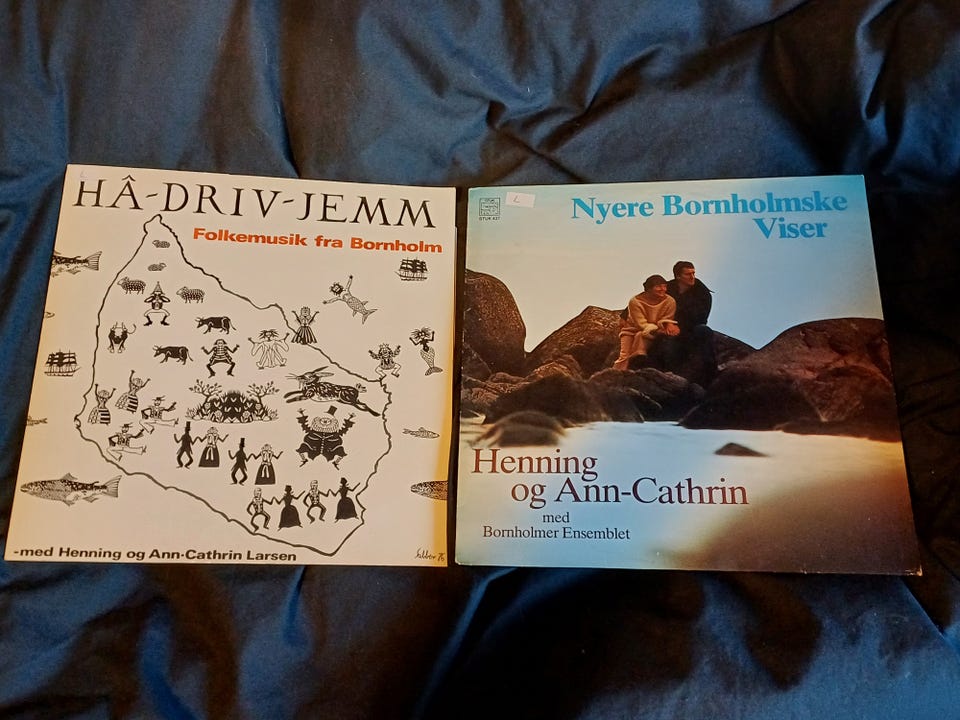 HÂ-DRIV-JEMM
Folkemusik fra Bornholm
-med Henning og Ann-Cathrin Larsen
L
Nyere Bornholmske
Viser
Henning
og Ann-Cathrin
med
Bornholmer Ensemblet